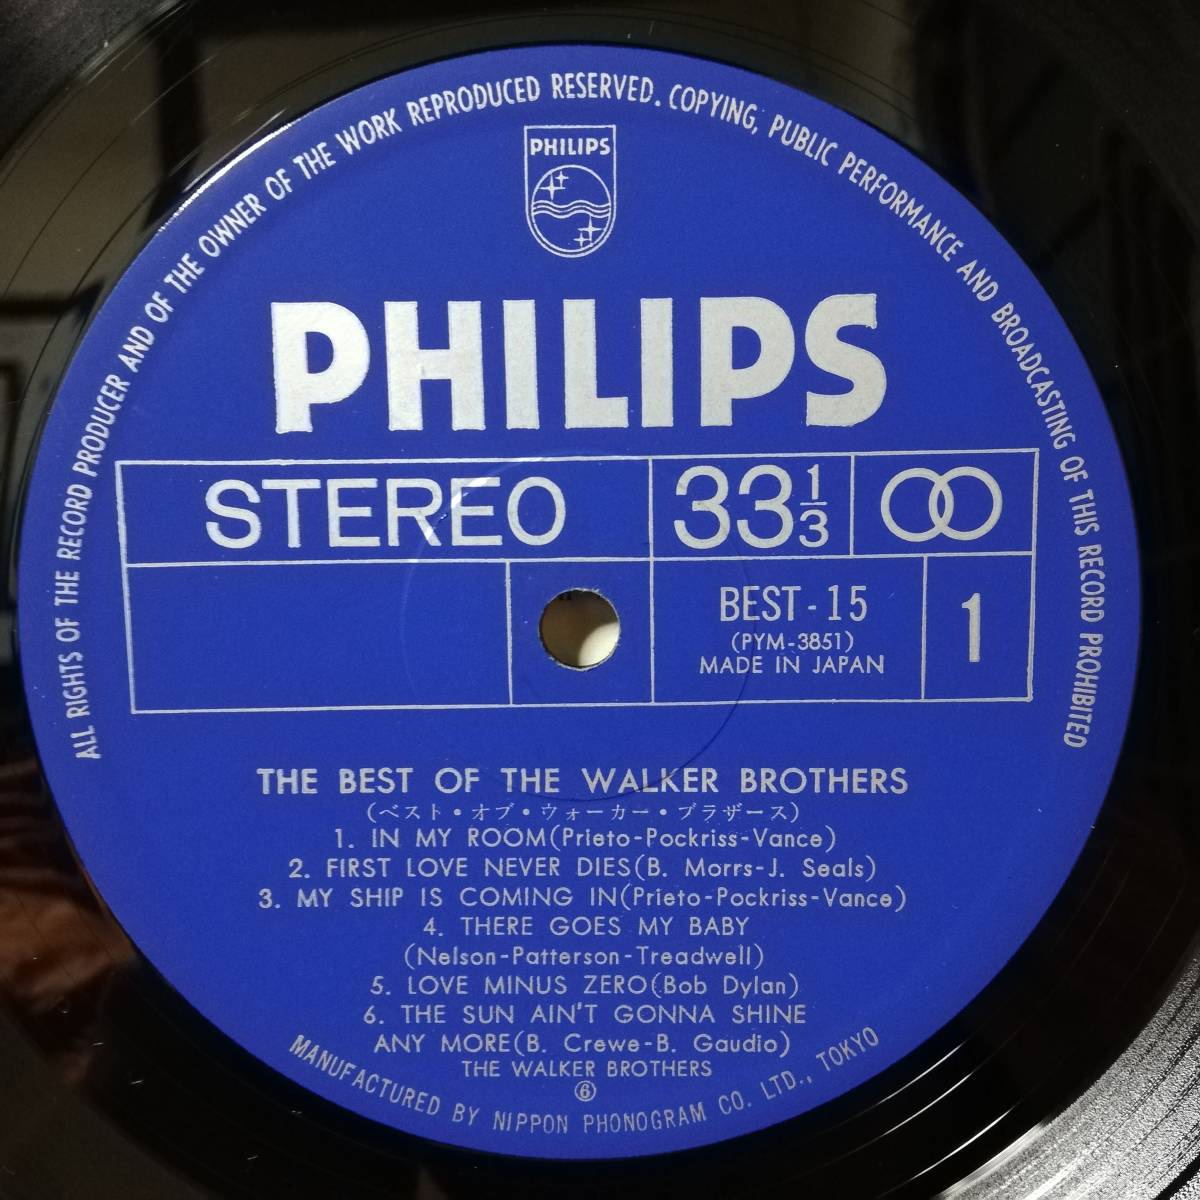 ALL RIGHTS OF THE RECORD PRODUCER AND OF THE OWNER OF THE WORK REPRODUCED RESERVED. COPYING, PUBLIC PERFORMANCE AND BROADCASTING OF THIS RECORD PROHIBITED
PHILIPS
PHILIPS
STEREO
33 1/3
BEST-15
(PYM-3851)
MADE IN JAPAN
1
THE BEST OF THE WALKER BROTHERS
(ベスト・オブ・ウォーカー・ブラザース)
1. IN MY ROOM(Prieto-Pockriss-Vance)
2. FIRST LOVE NEVER DIES(B. Morrs-J. Seals)
3. MY SHIP IS COMING IN(Prieto-Pockriss-Vance)
4. THERE GOES MY BABY
(Nelson-Patterson-Treadwell)
5. LOVE MINUS ZERO(Bob Dylan)
6. THE SUN AIN'T GONNA SHINE
ANY MORE(B. Crewe-B. Gaudio)
THE WALKER BROTHERS
⑥
MANUFACTURED BY NIPPON PHONOGRAM CO. LTD., TOKYO